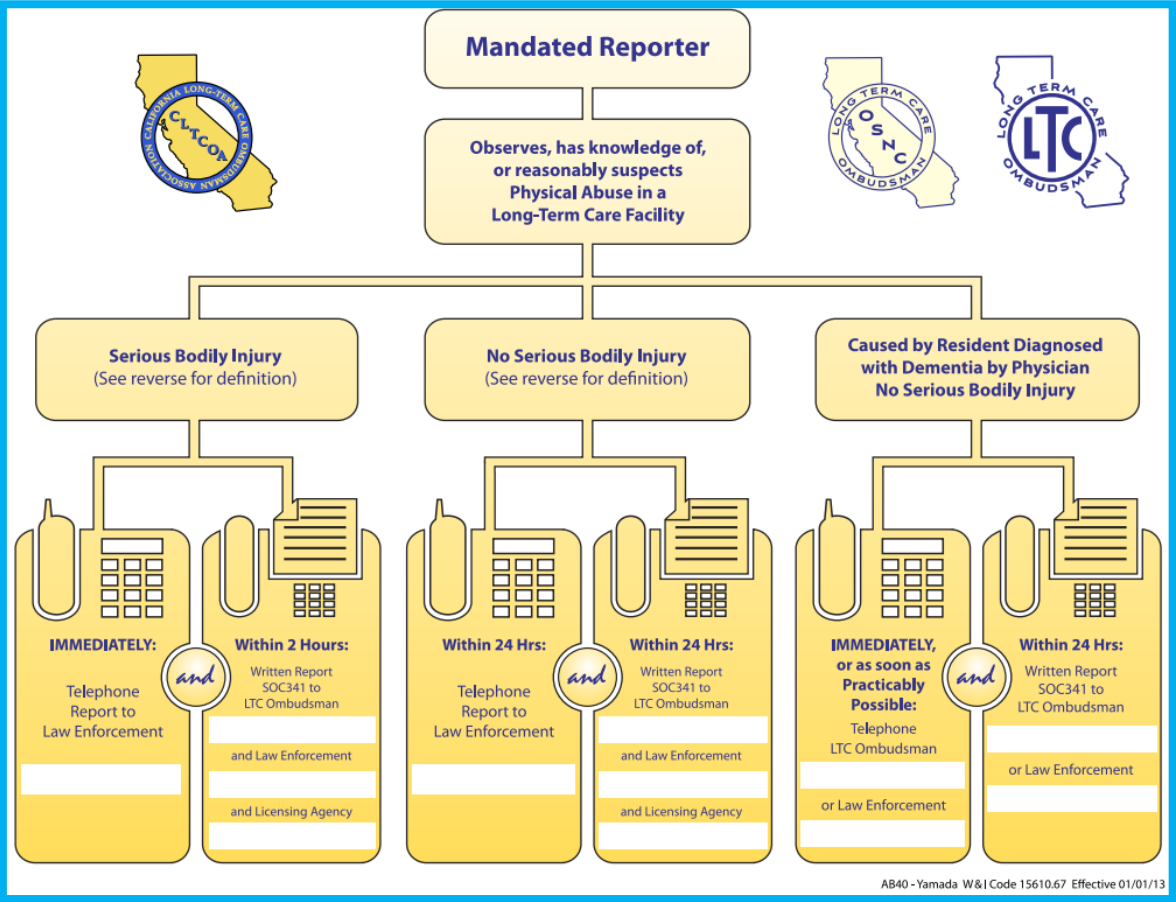 Mandated Reporter
CALIFORNIA LONG-TERM CARE OMBUDSMAN ASSOCIATION
CLTCOA
LONG TERM CARE
OSNC
OMBUDSMAN
LONG TERM CARE
LTC
OMBUDSMAN
Observes, has knowledge of,
or reasonably suspects
Physical Abuse in a
Long-Term Care Facility
Serious Bodily Injury
(See reverse for definition)
No Serious Bodily Injury
(See reverse for definition)
Caused by Resident Diagnosed
with Dementia by Physician
No Serious Bodily Injury
IMMEDIATELY:
Telephone
Report to
Law Enforcement
and
Within 2 Hours:
Written Report
SOC341 to
LTC Ombudsman
and Law Enforcement
and Licensing Agency
Within 24 Hrs:
Telephone
Report to
Law Enforcement
and
Within 24 Hrs:
Written Report
SOC341 to
LTC Ombudsman
and Law Enforcement
and Licensing Agency
IMMEDIATELY,
or as soon as
Practicably
Possible:
Telephone
LTC Ombudsman
or Law Enforcement
and
Within 24 Hrs:
Written Report
SOC341 to
LTC Ombudsman
or Law Enforcement
AB40 - Yamada W & I Code 15610.67 Effective 01/01/13